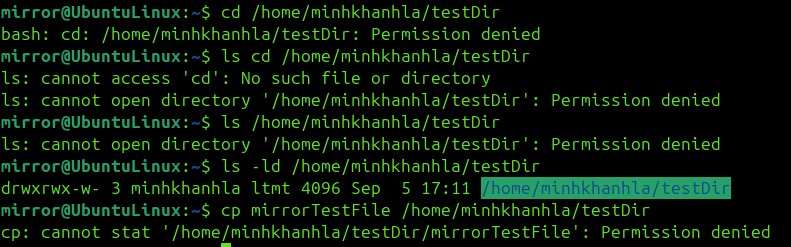 mirror@UbuntuLinux:~$ cd /home/minhkhanhla/testDir
bash: cd: /home/minhkhanhla/testDir: Permission denied
mirror@UbuntuLinux:~$ ls cd /home/minhkhanhla/testDir
ls: cannot access 'cd': No such file or directory
ls: cannot open directory '/home/minhkhanhla/testDir': Permission denied
mirror@UbuntuLinux:~$ ls /home/minhkhanhla/testDir
ls: cannot open directory '/home/minhkhanhla/testDir': Permission denied
mirror@UbuntuLinux:~$ ls -ld /home/minhkhanhla/testDir
drwxrwx-w- 3 minhkhanhla ltmt 4096 Sep  5 17:11 /home/minhkhanhla/testDir
mirror@UbuntuLinux:~$ cp mirrorTestFile /home/minhkhanhla/testDir
cp: cannot stat '/home/minhkhanhla/testDir/mirrorTestFile': Permission denied